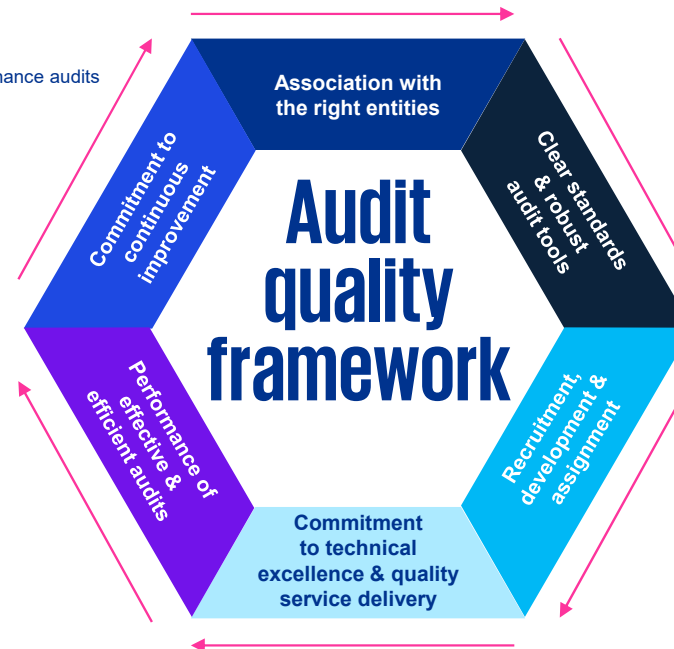 nance audits
Association with
the right entities
Clear standards
& robust
audit tools
Recruitment,
development &
assignment
Commitment
to technical
excellence & quality
service delivery
Performance of
effective &
efficient audits
Commitment to
continuous
improvement
Audit
quality
framework